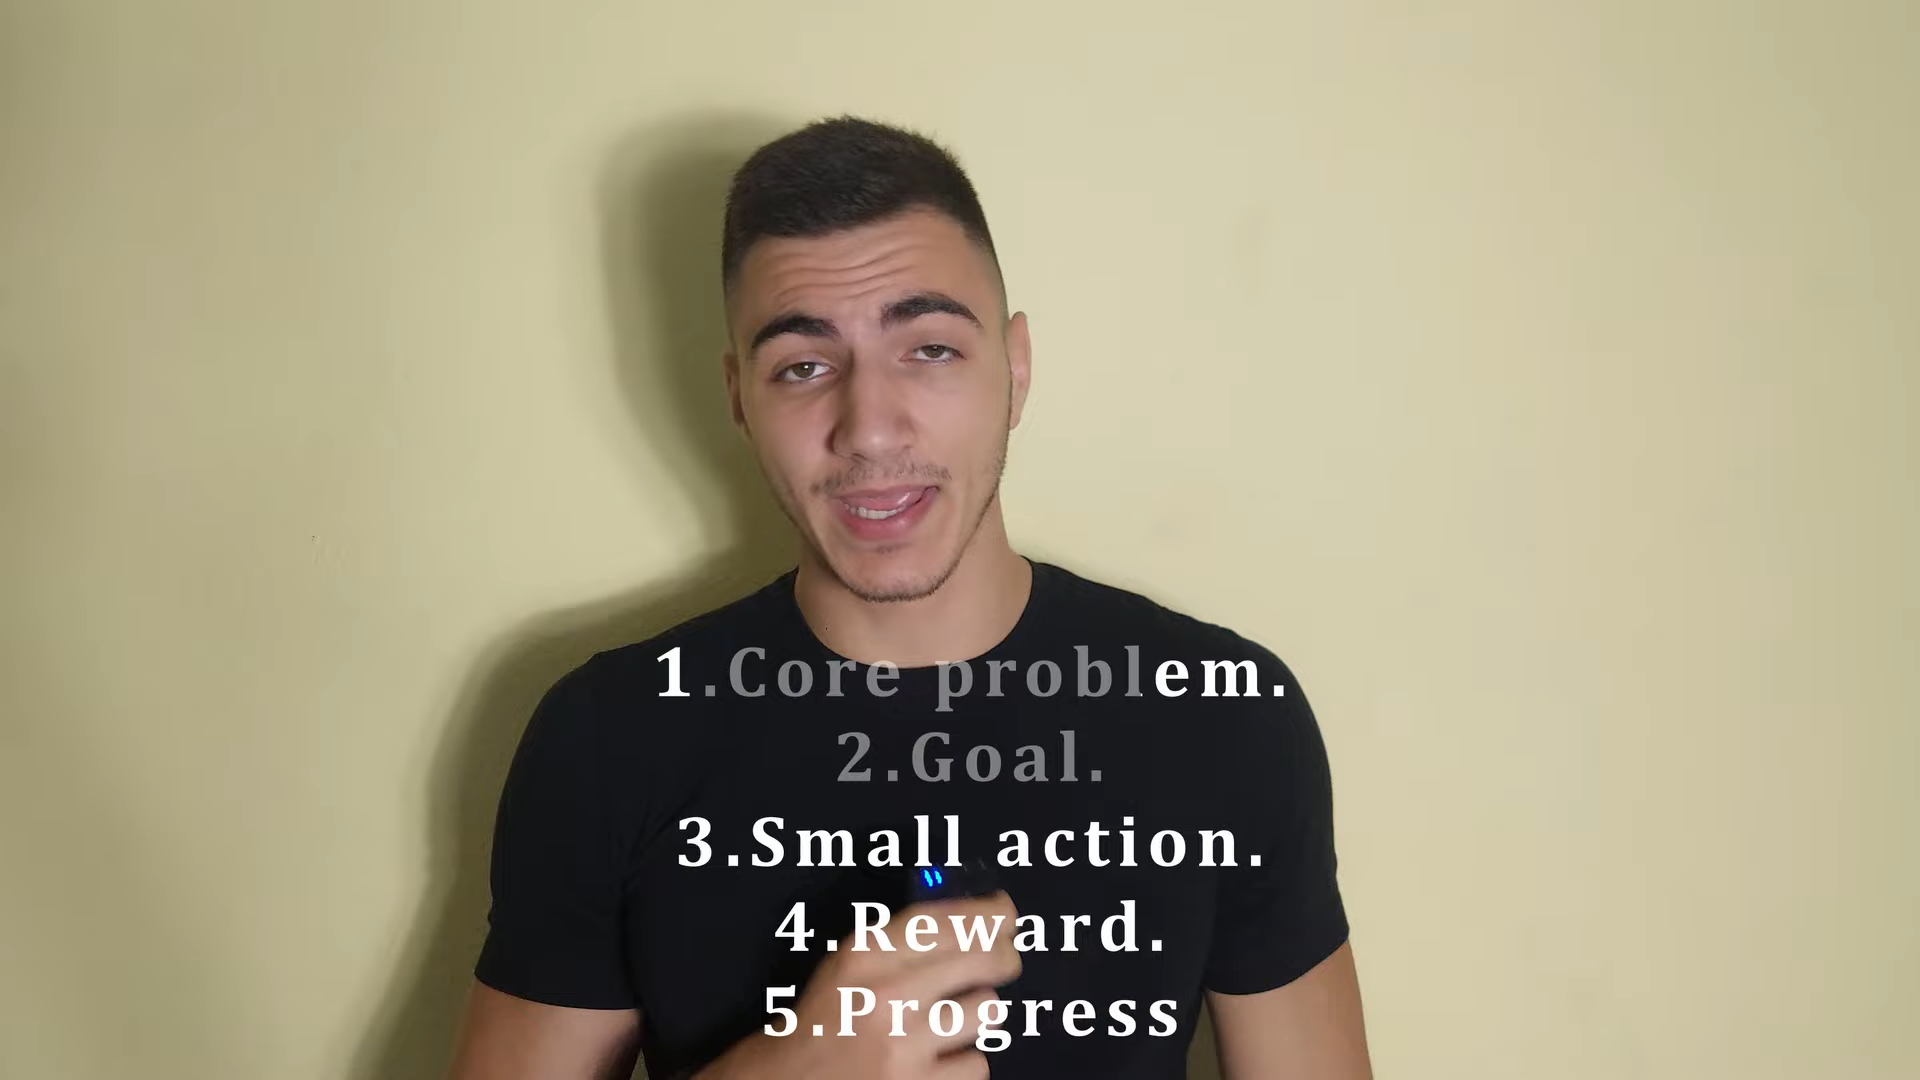 1.Core problem.
2.Goal.
3.Small action.
4.Reward.
5.Progress